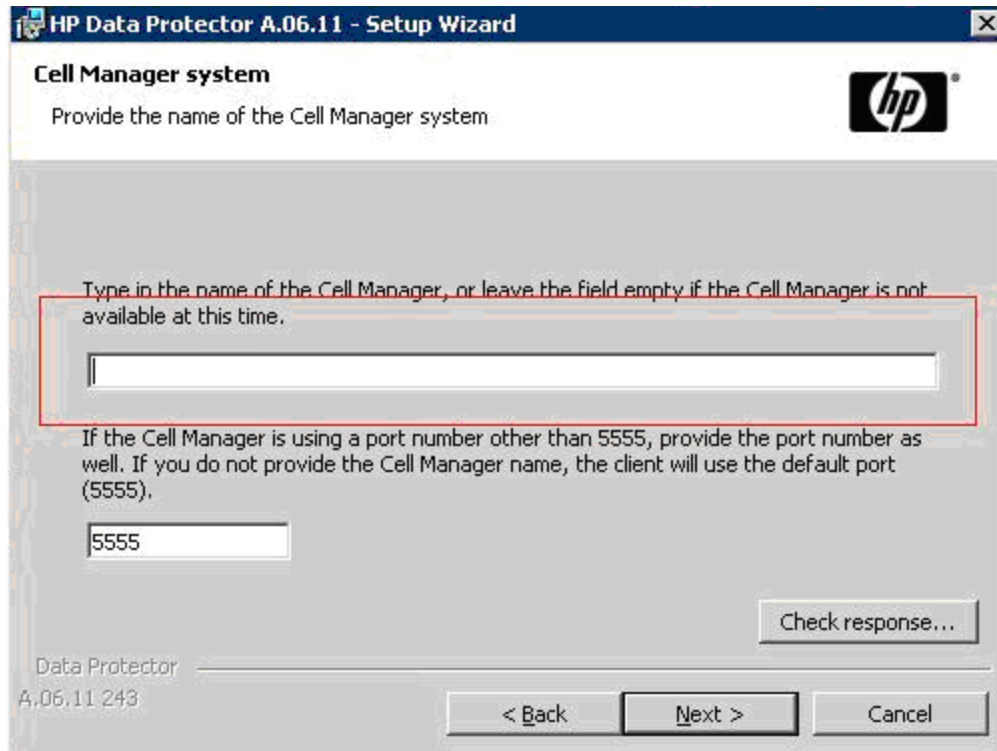 HP Data Protector A.06.11 - Setup Wizard
Cell Manager system
Provide the name of the Cell Manager system
hp
Type in the name of the Cell Manager, or leave the field empty if the Cell Manager is not
available at this time.
If the Cell Manager is using a port number other than 5555, provide the port number as
well. If you do not provide the Cell Manager name, the client will use the default port
(5555).
5555
Check response...
Data Protector
A.06.11 243
< Back
Next >
Cancel